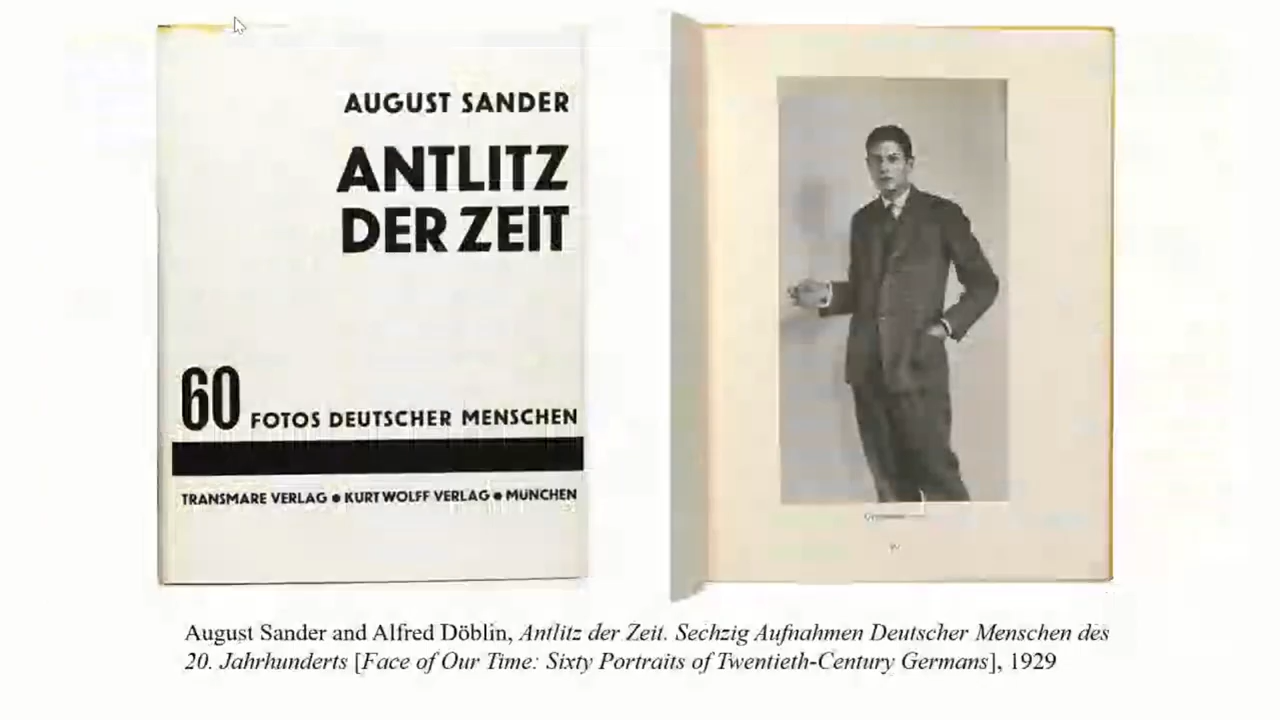 AUGUST SANDER
ANTLITZ
DER ZEIT
60 FOTOS DEUTSCHER MENSCHEN
TRANSMARE VERLAG ● KURT WOLFF VERLAG ● MÜNCHEN
August Sander and Alfred Döblin, Antlitz der Zeit. Sechzig Aufnahmen Deutscher Menschen des
20. Jahrhunderts [Face of Our Time: Sixty Portraits of Twentieth-Century Germans], 1929